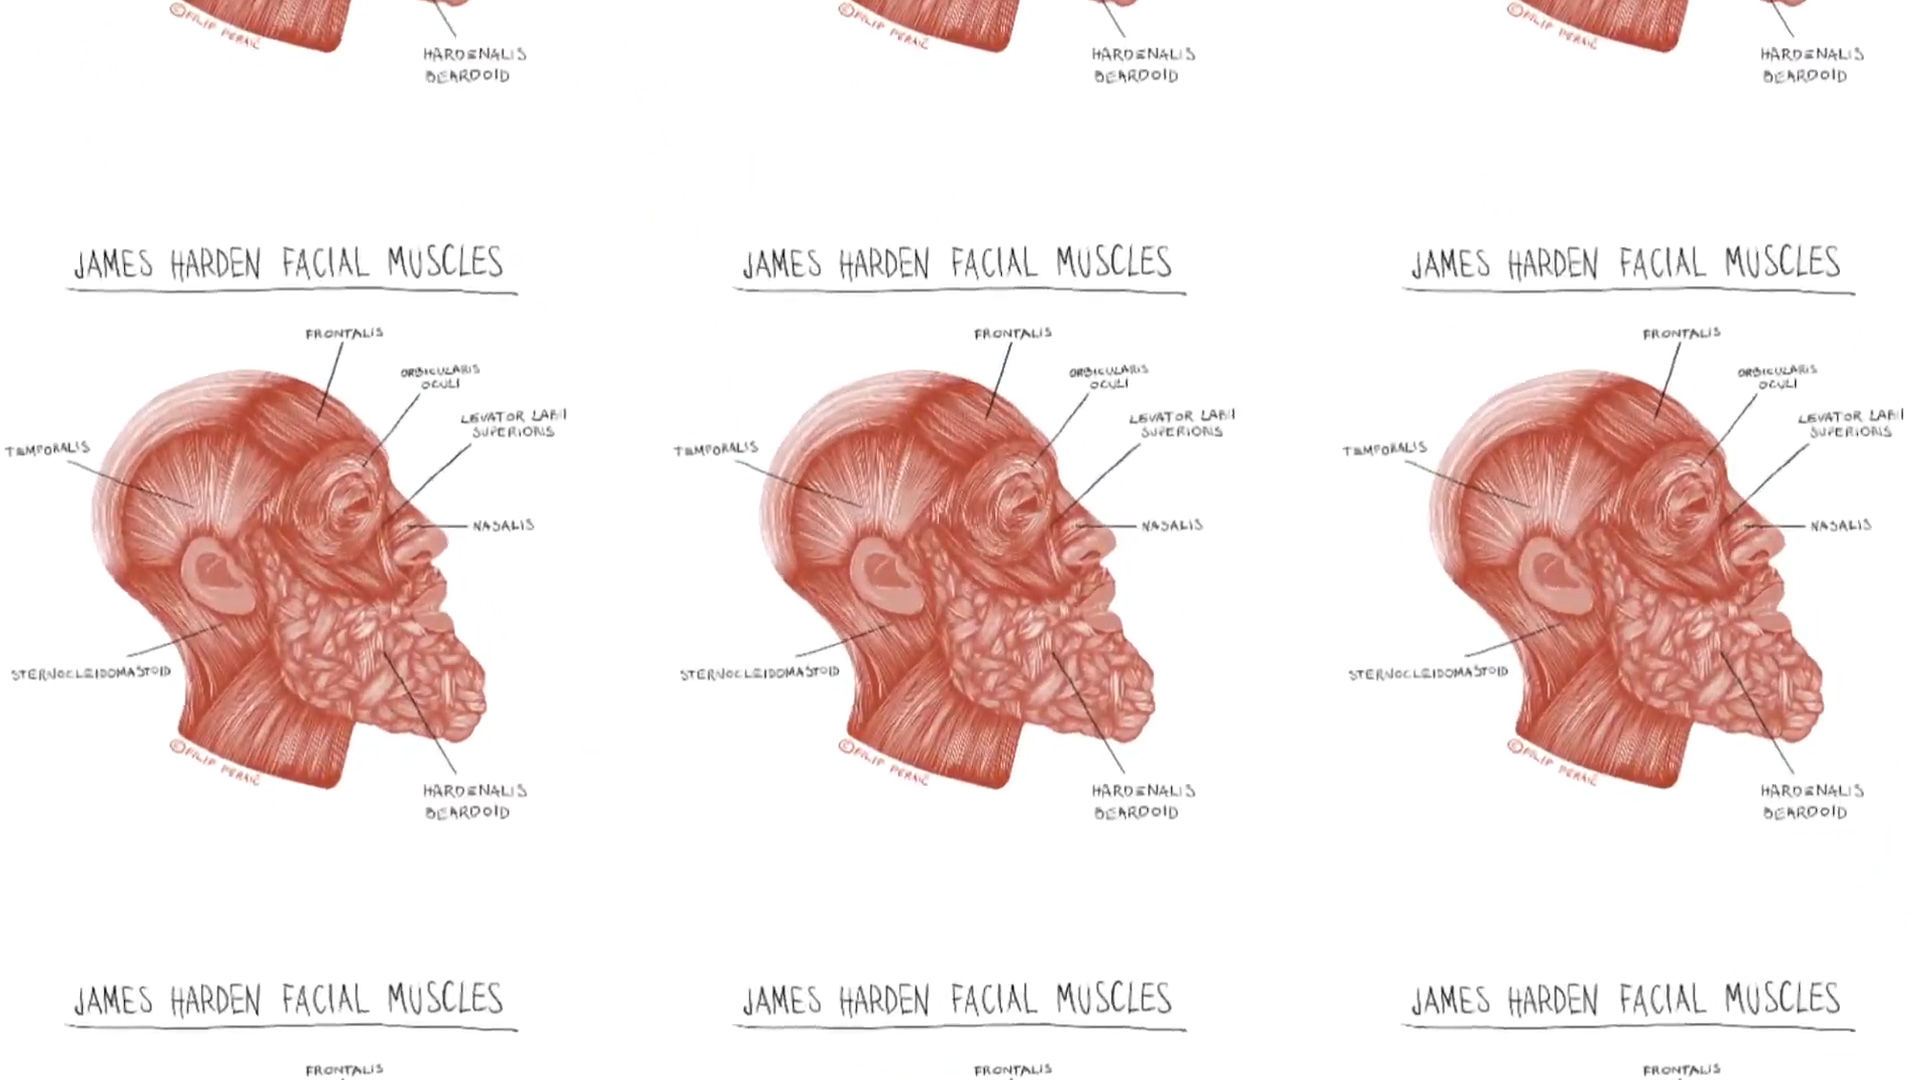 ©FILIP PERAIĆ ©FILIP PERAIĆ ©FILIP PERAIĆ
HARDENALIS HARDENALIS HARDENALIS
BEARDOID BEARDOID BEARDOID
JAMES HARDEN FACIAL MUSCLES JAMES HARDEN FACIAL MUSCLES JAMES HARDEN FACIAL MUSCLES
FRONTALIS FRONTALIS FRONTALIS
ORBICULARIS ORBICULARIS ORBICULARIS
OCULI OCULI OCULI
LEVATOR LABII LEVATOR LABII LEVATOR LABII
SUPERIORIS SUPERIORIS SUPERIORIS
TEMPORALIS TEMPORALIS TEMPORALIS
NASALIS NASALIS NASALIS
STERNOCLEIDOMASTOID STERNOCLEIDOMASTOID STERNOCLEIDOMASTOID
©FILIP PERAIĆ ©FILIP PERAIĆ ©FILIP PERAIĆ
HARDENALIS HARDENALIS HARDENALIS
BEARDOID BEARDOID BEARDOID
JAMES HARDEN FACIAL MUSCLES JAMES HARDEN FACIAL MUSCLES JAMES HARDEN FACIAL MUSCLES
FRONTALIS FRONTALIS FRONTALIS